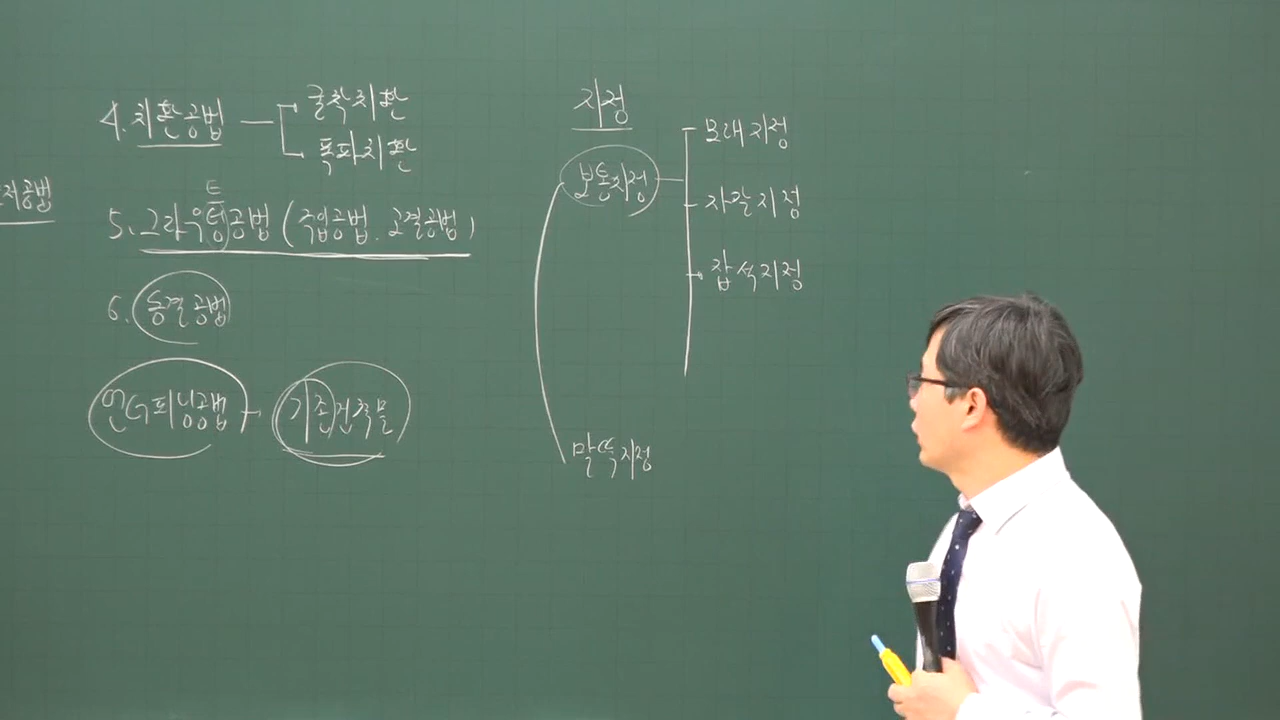 저공법
4. 치환공법
굴착치환
폭파치환
E
5. 그라우팅공법 (주입공법. 고결공법)
6. 동결공법
언더피닝공법
기존건축물
지정
보통지정
모래지정
자갈지정
잡석지정
말뚝지정